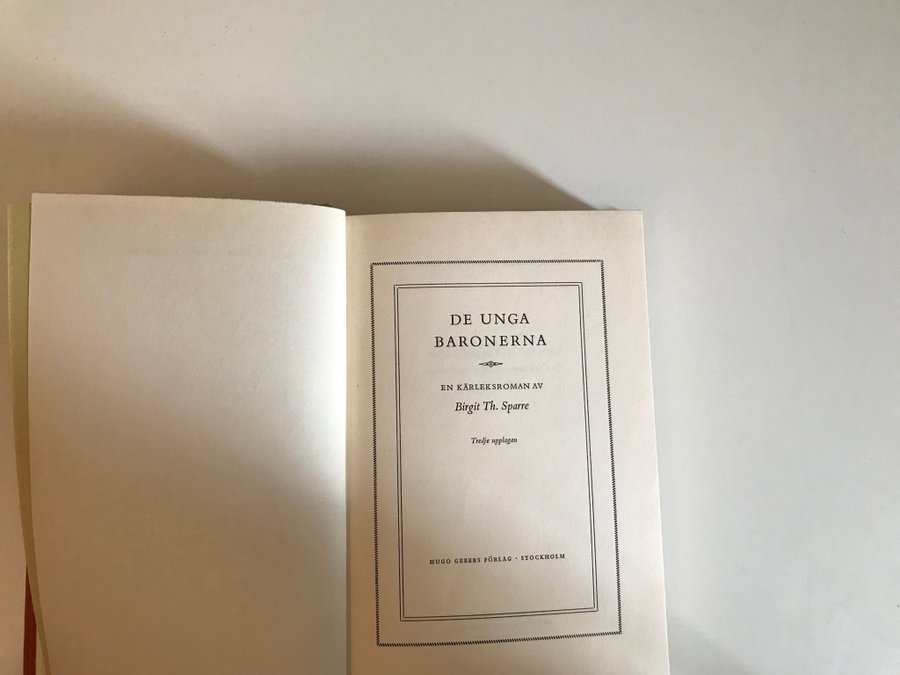 DE UNGA
BARONERNA
EN KÄRLEKSROMAN AV
Birgit Th. Sparre
Tredje upplagan
HUGO GEBERS FÖRLAG · STOCKHOLM